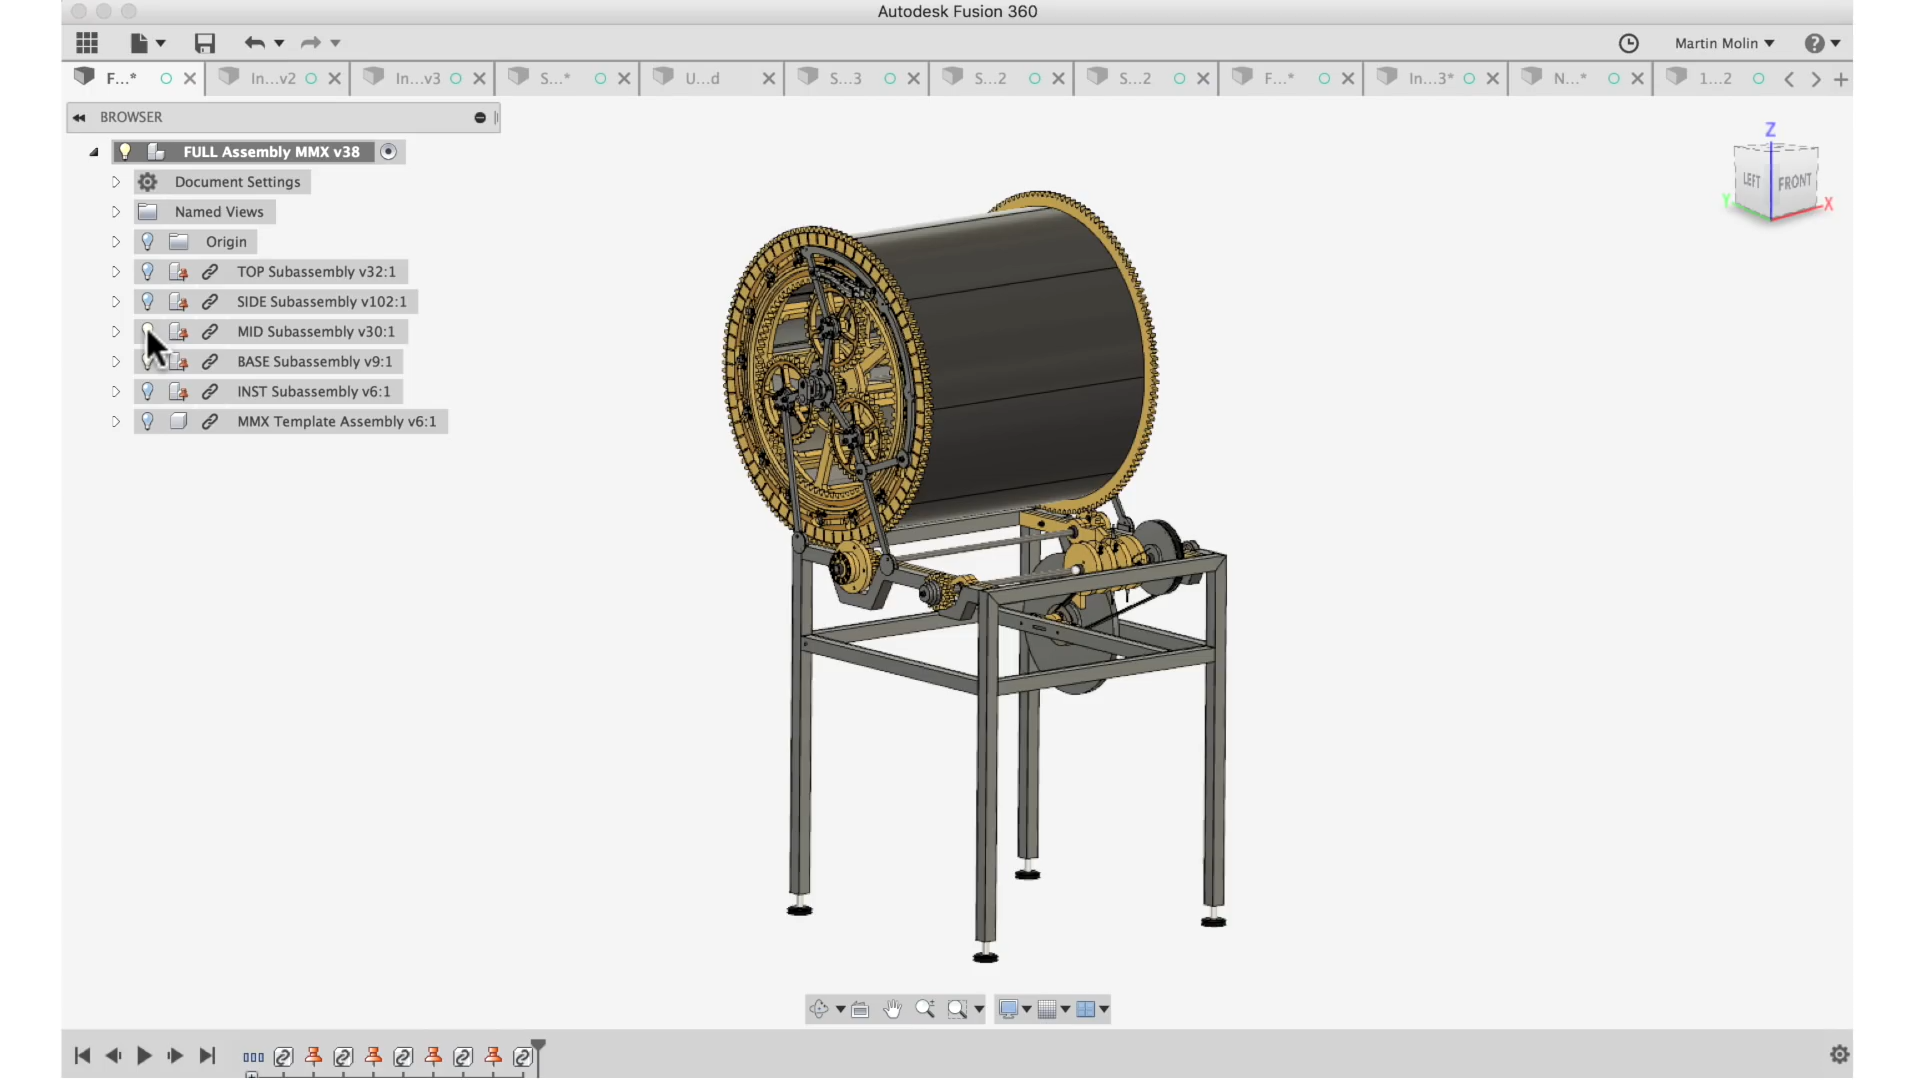 Autodesk Fusion 360
Martin Molin
F...*
In...v2
In...v3
S...*
U...d
S...3
S...2
S...2
F...*
In...3*
N...*
1...2
BROWSER
FULL Assembly MMX v38
Document Settings
Named Views
Origin
TOP Subassembly v32:1
SIDE Subassembly v102:1
MID Subassembly v30:1
BASE Subassembly v9:1
INST Subassembly v6:1
MMX Template Assembly v6:1
Z
LEFT
FRONT
Y
X